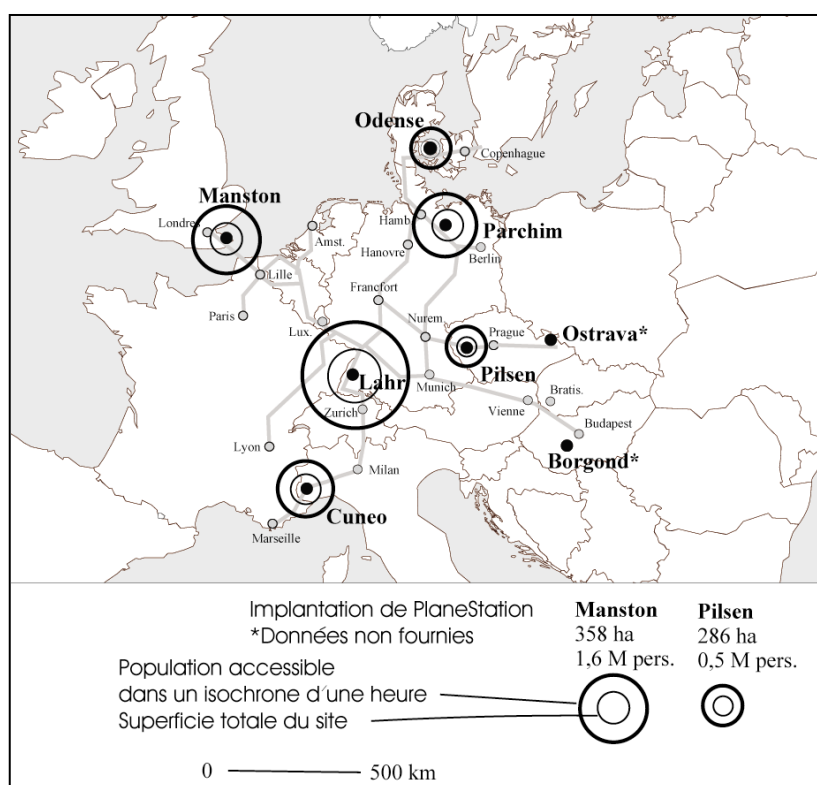 Odense
Copenhague
Manston
Londres
Hamb.
Parchim
Amst.
Hanovre
Berlin
Lille
Francfort
Paris
Lux.
Nurem.
Prague
Ostrava*
Pilsen
Lahr
Munich
Bratis.
Zurich
Vienne
Budapest
Lyon
Borgond*
Milan
Cuneo
Marseille
Implantation de PlaneStation
*Données non fournies
Manston
358 ha
1,6 M pers.
Pilsen
286 ha
0,5 M pers.
Population accessible
dans un isochrone d'une heure
Superficie totale du site
0 500 km